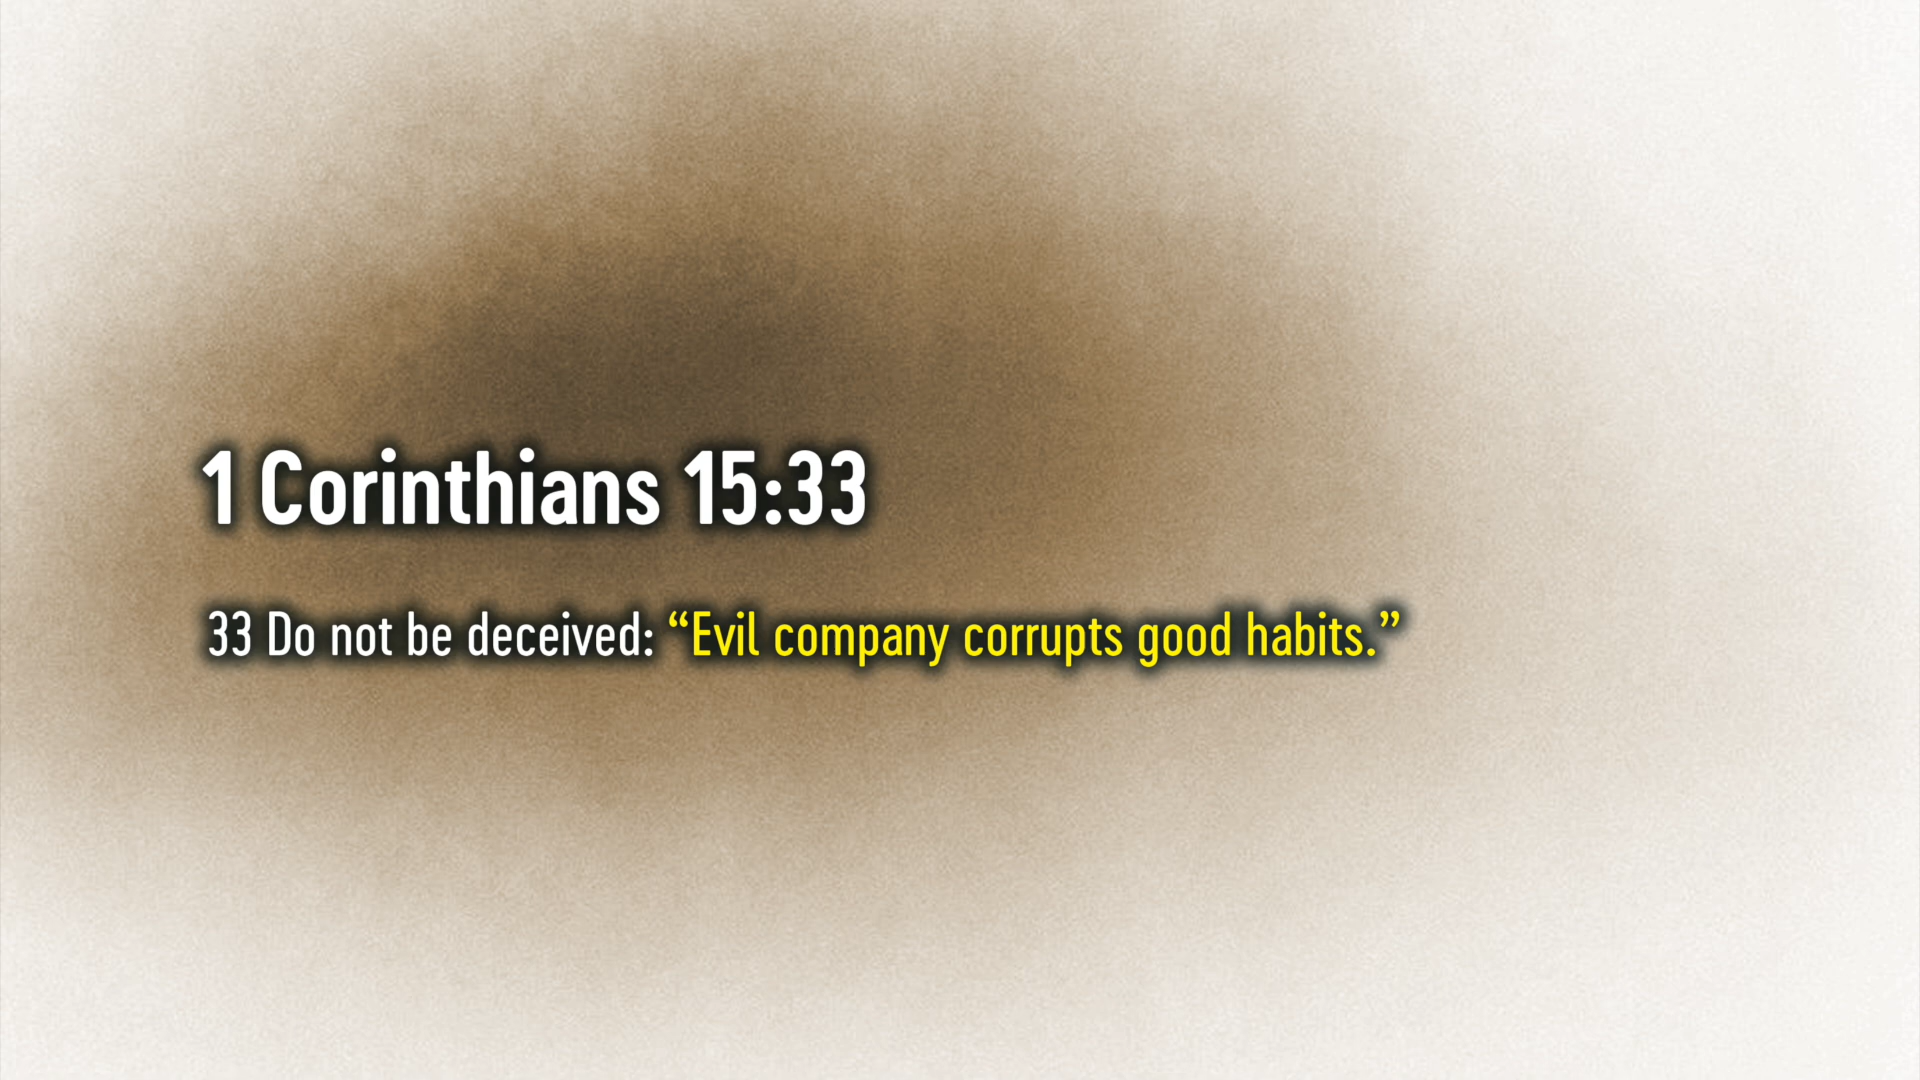 1 Corinthians 15:33
33 Do not be deceived: “Evil company corrupts good habits.”